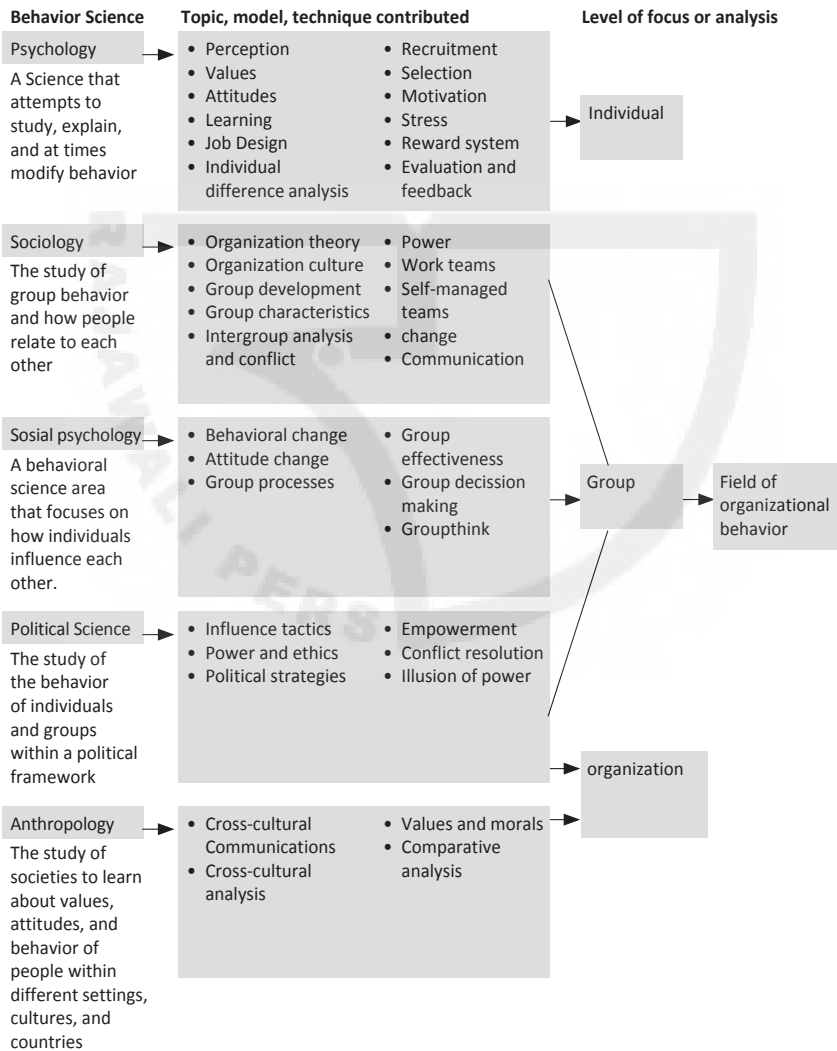 Behavior Science
Topic, model, technique contributed
Level of focus or analysis
Psychology
A Science that
attempts to
study, explain,
and at times
modify behavior
• Perception
• Values
• Attitudes
• Learning
• Job Design
• Individual
difference analysis
• Recruitment
• Selection
• Motivation
• Stress
• Reward system
• Evaluation and
feedback
Individual
Sociology
The study of
group behavior
and how people
relate to each
other
• Organization theory
• Organization culture
• Group development
• Group characteristics
• Intergroup analysis
and conflict
• Power
• Work teams
• Self-managed
teams
• change
• Communication
Sosial psychology
A behavioral
science area
that focuses on
how individuals
influence each
other.
• Behavioral change
• Attitude change
• Group processes
• Group
effectiveness
• Group decission
making
• Groupthink
Group
Field of
organizational
behavior
Political Science
The study of
the behavior
of individuals
and groups
within a political
framework
• Influence tactics
• Power and ethics
• Political strategies
• Empowerment
• Conflict resolution
• Illusion of power
organization
Anthropology
The study of
societies to learn
about values,
attitudes, and
behavior of
people within
different settings,
cultures, and
countries
• Cross-cultural
Communications
• Cross-cultural
analysis
• Values and morals
• Comparative
analysis
RAJAWALI PERS